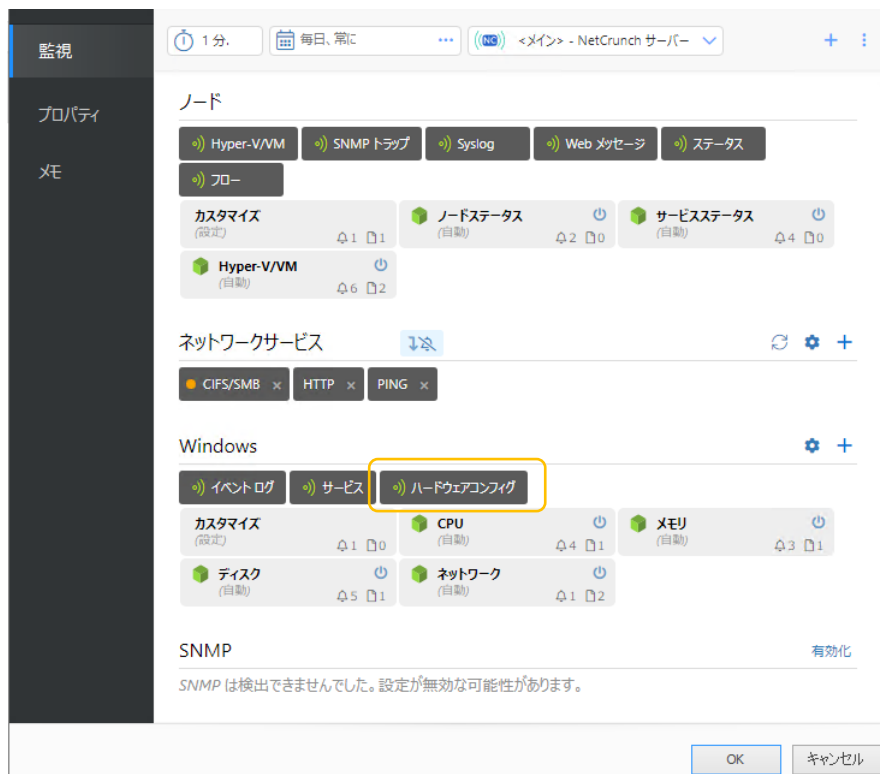 監視
プロパティ
メモ
1 分. 毎日、常に ... NC <メイン> - NetCrunch サーバー
ノード
Hyper-V/VM SNMP トラップ Syslog Web メッセージ ステータス
フロー
カスタマイズ ノードステータス サービスステータス
(設定) 1 1 (自動) 2 0 (自動) 4 0
Hyper-V/VM
(自動) 6 2
ネットワークサービス
CIFS/SMB × HTTP × PING ×
Windows
イベント ログ サービス ハードウェアコンフィグ
カスタマイズ CPU メモリ
(設定) 1 0 (自動) 4 1 (自動) 3 1
ディスク ネットワーク
(自動) 5 1 (自動) 1 2
SNMP 有効化
SNMP は検出できませんでした。設定が無効な可能性があります。
OK キャンセル